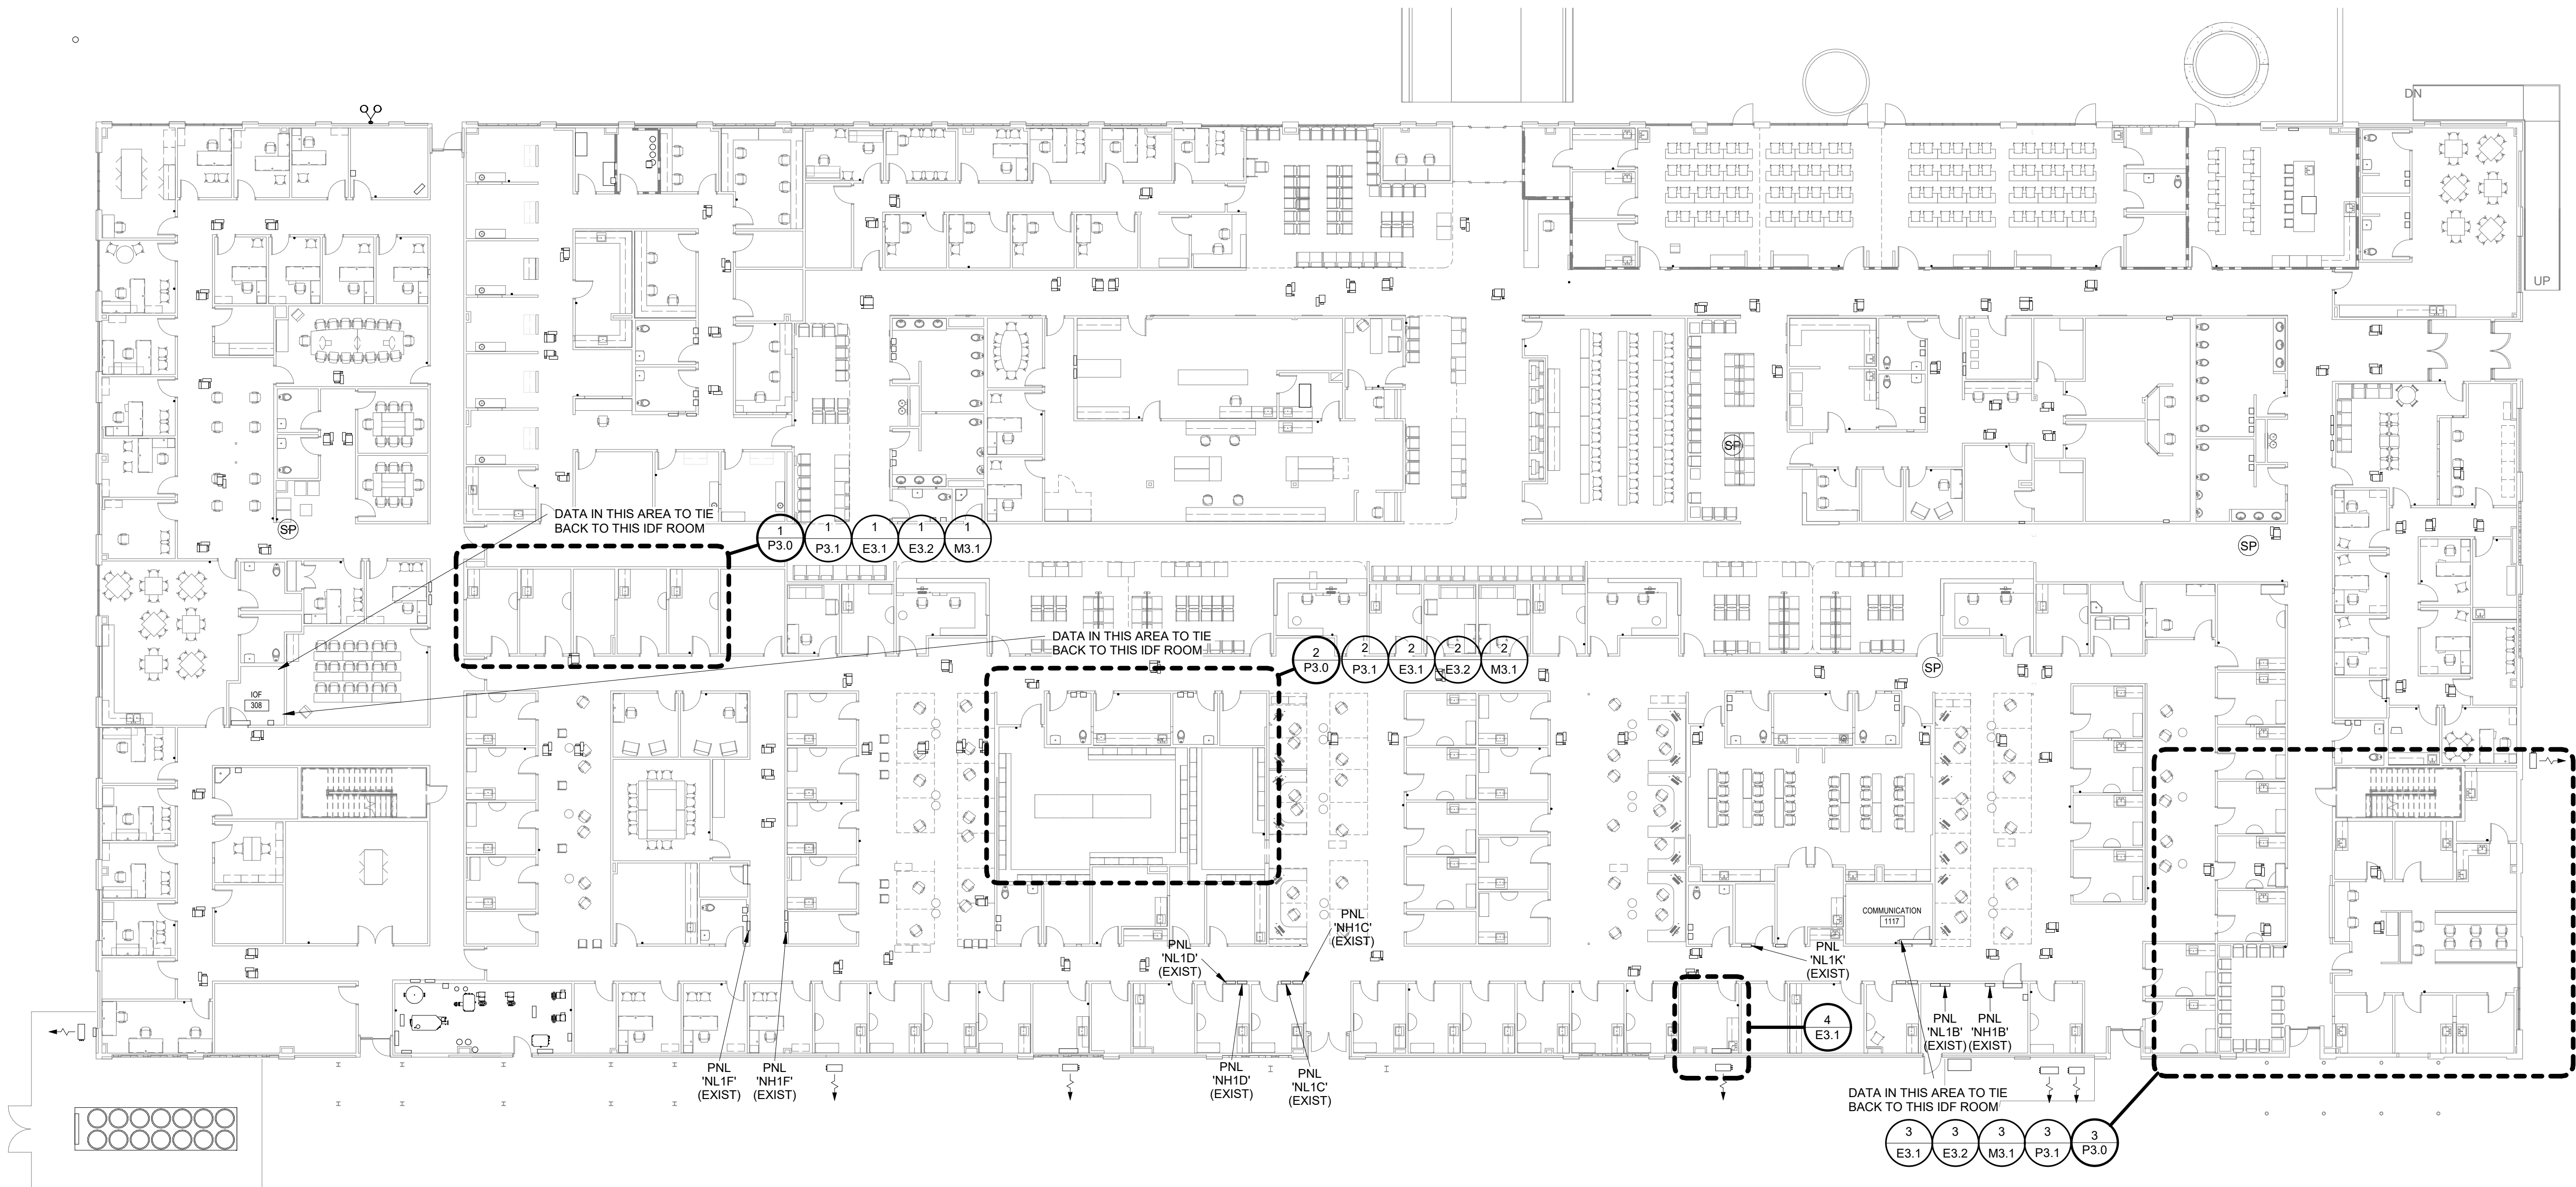 DN
UP
SP
DATA IN THIS AREA TO TIE
BACK TO THIS IDF ROOM
1
P3.0
1
P3.1
1
E3.1
1
E3.2
1
M3.1
SP
SP
DATA IN THIS AREA TO TIE
BACK TO THIS IDF ROOM
2
P3.0
2
P3.1
2
E3.1
2
E3.2
2
M3.1
SP
IOF
308
COMMUNICATION
1117
PNL
'NH1C'
(EXIST)
PNL
'NL1D'
(EXIST)
PNL
'NL1K'
(EXIST)
4
E3.1
PNL
'NL1B'
(EXIST)
PNL
'NH1B'
(EXIST)
PNL
'NL1F'
(EXIST)
PNL
'NH1F'
(EXIST)
PNL
'NH1D'
(EXIST)
PNL
'NL1C'
(EXIST)
DATA IN THIS AREA TO TIE
BACK TO THIS IDF ROOM
3
E3.1
3
E3.2
3
M3.1
3
P3.1
3
P3.0